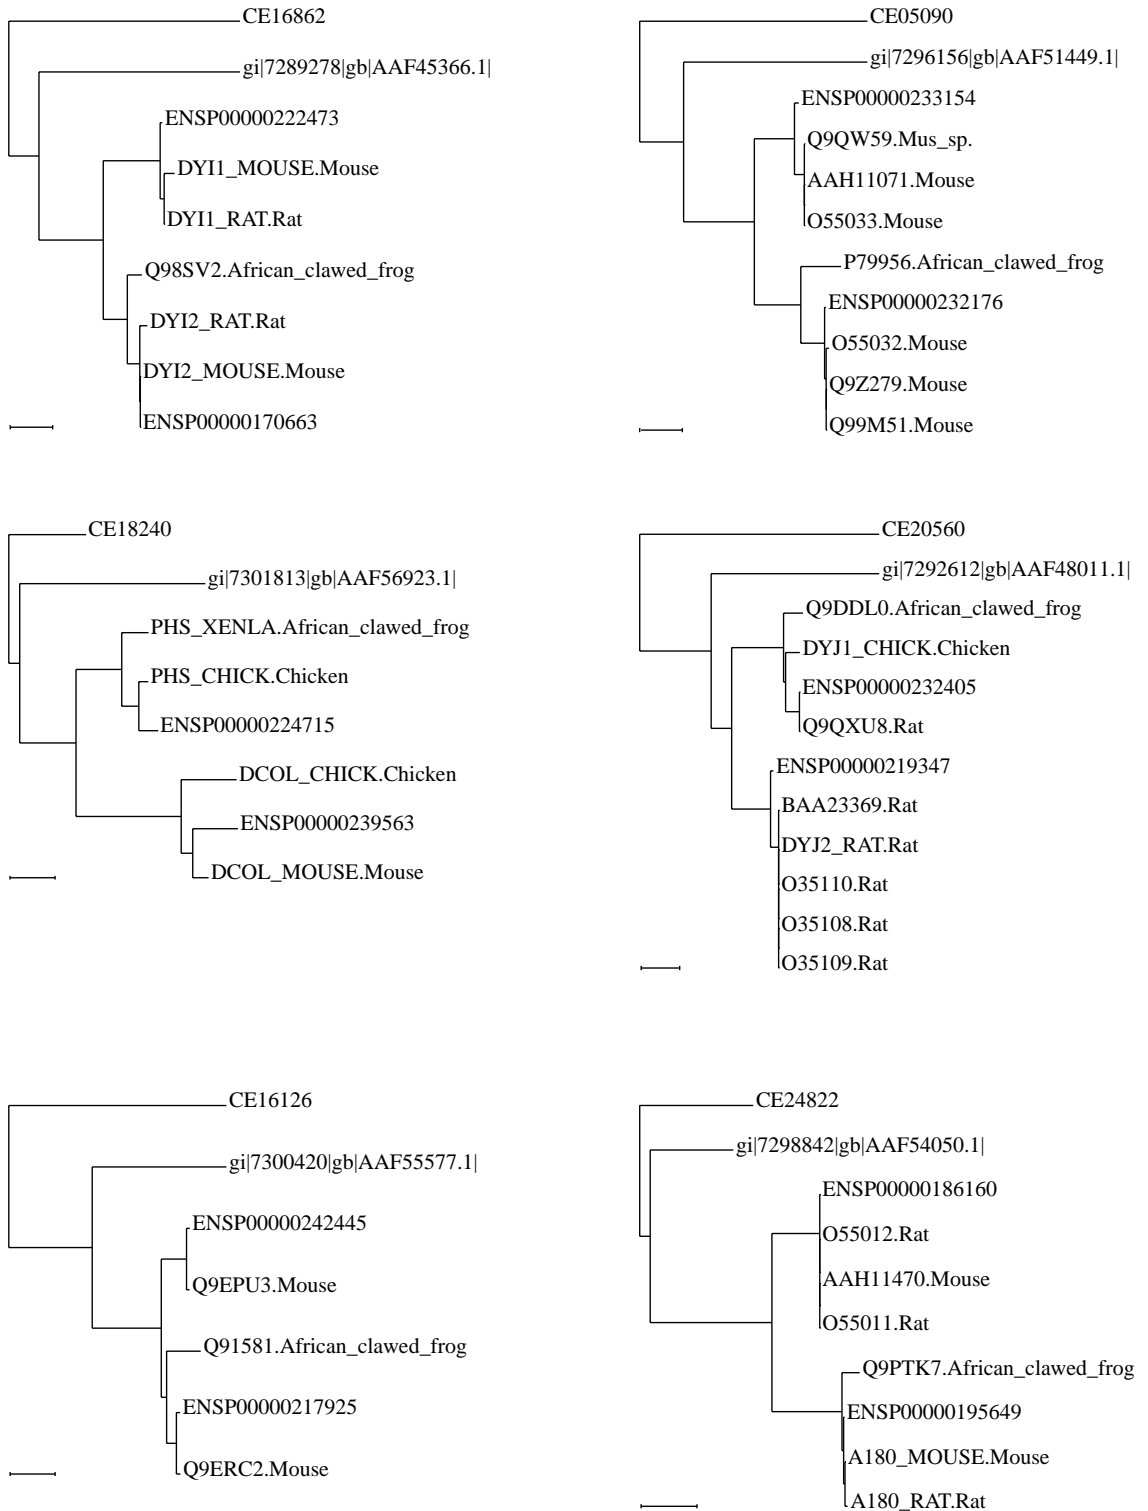 CE16862
gi|7289278|gb|AAF45366.1|
ENSP00000222473
DYI1_MOUSE.Mouse
DYI1_RAT.Rat
Q98SV2.African_clawed_frog
DYI2_RAT.Rat
DYI2_MOUSE.Mouse
ENSP00000170663
CE05090
gi|7296156|gb|AAF51449.1|
ENSP00000233154
Q9QW59.Mus_sp.
AAH11071.Mouse
O55033.Mouse
P79956.African_clawed_frog
ENSP00000232176
O55032.Mouse
Q9Z279.Mouse
Q99M51.Mouse
CE18240
gi|7301813|gb|AAF56923.1|
PHS_XENLA.African_clawed_frog
PHS_CHICK.Chicken
ENSP00000224715
DCOL_CHICK.Chicken
ENSP00000239563
DCOL_MOUSE.Mouse
CE20560
gi|7292612|gb|AAF48011.1|
Q9DDL0.African_clawed_frog
DYJ1_CHICK.Chicken
ENSP00000232405
Q9QXU8.Rat
ENSP00000219347
BAA23369.Rat
DYJ2_RAT.Rat
O35110.Rat
O35108.Rat
O35109.Rat
CE16126
gi|7300420|gb|AAF55577.1|
ENSP00000242445
Q9EPU3.Mouse
Q91581.African_clawed_frog
ENSP00000217925
Q9ERC2.Mouse
CE24822
gi|7298842|gb|AAF54050.1|
ENSP00000186160
O55012.Rat
AAH11470.Mouse
O55011.Rat
Q9PTK7.African_clawed_frog
ENSP00000195649
A180_MOUSE.Mouse
A180_RAT.Rat